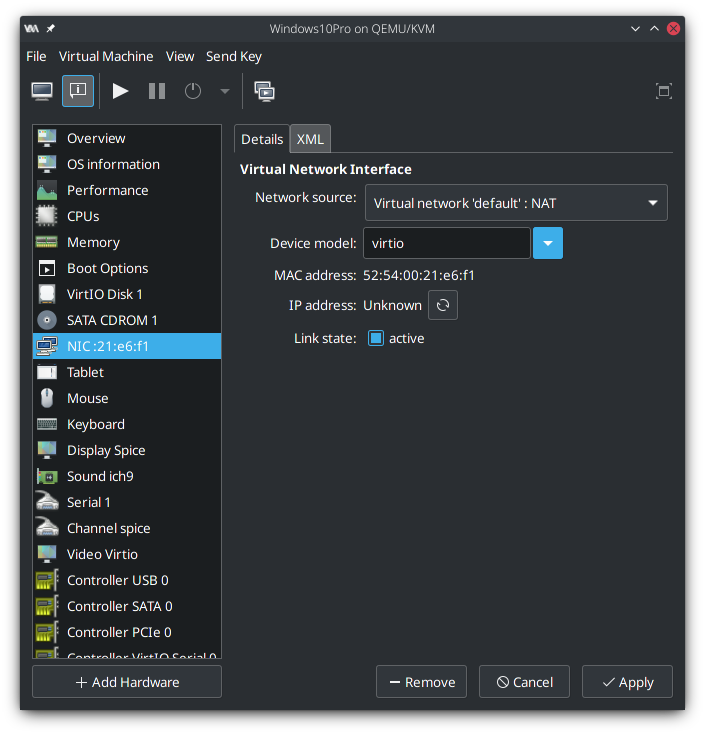 Windows10Pro on QEMU/KVM
File Virtual Machine View Send Key
Overview
OS information
Performance
CPUs
Memory
Boot Options
VirtIO Disk 1
SATA CDROM 1
NIC :21:e6:f1
Tablet
Mouse
Keyboard
Display Spice
Sound ich9
Serial 1
Channel spice
Video Virtio
Controller USB 0
Controller SATA 0
Controller PCIe 0
Controller VirtIO Serial 0
Add Hardware
Details XML
Virtual Network Interface
Network source: Virtual network 'default' : NAT
Device model: virtio
MAC address: 52:54:00:21:e6:f1
IP address: Unknown
Link state: active
Remove Cancel Apply